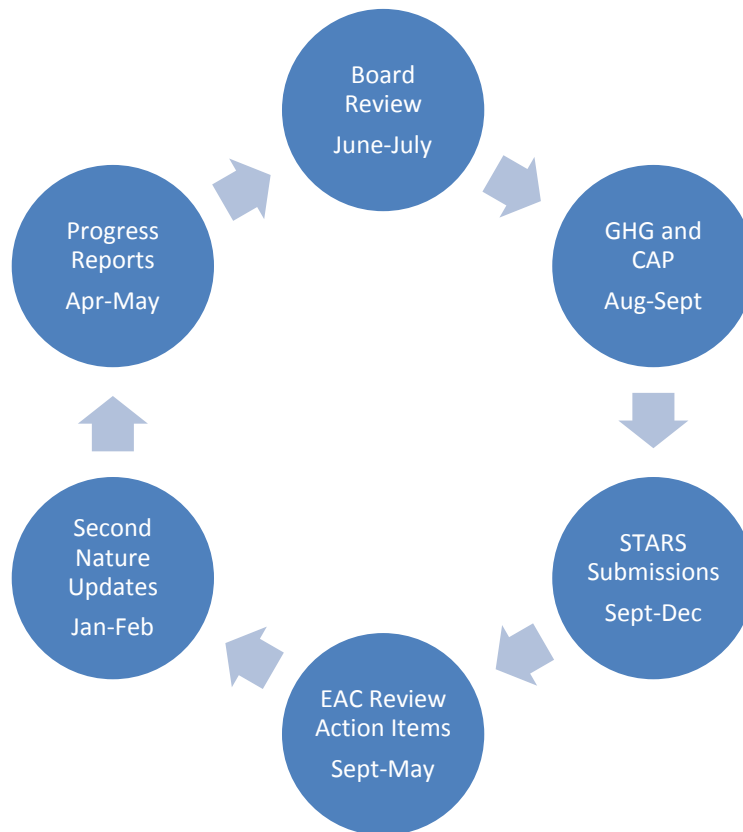 Board
Review
June-July
GHG and
CAP
Aug-Sept
STARS
Submissions
Sept-Dec
EAC Review
Action Items
Sept-May
Second
Nature
Updates
Jan-Feb
Progress
Reports
Apr-May